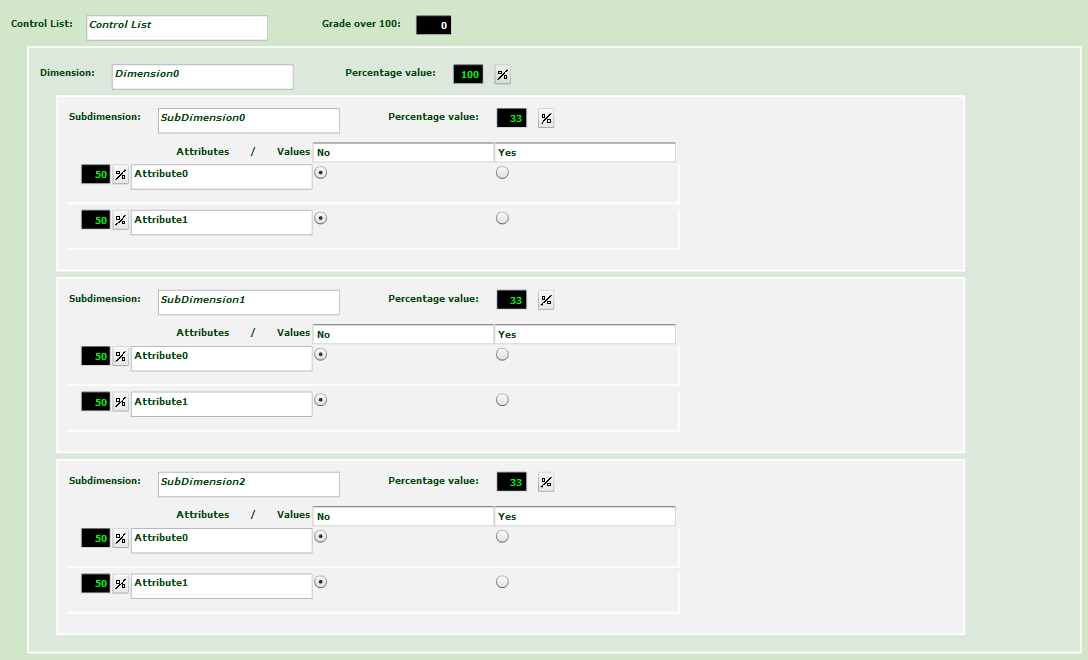 Control List: Control List Grade over 100: 0
Dimension: Dimension0 Percentage value: 100 %
Subdimension: SubDimension0 Percentage value: 33 %
Attributes / Values No Yes
50 % Attribute0
50 % Attribute1
Subdimension: SubDimension1 Percentage value: 33 %
Attributes / Values No Yes
50 % Attribute0
50 % Attribute1
Subdimension: SubDimension2 Percentage value: 33 %
Attributes / Values No Yes
50 % Attribute0
50 % Attribute1